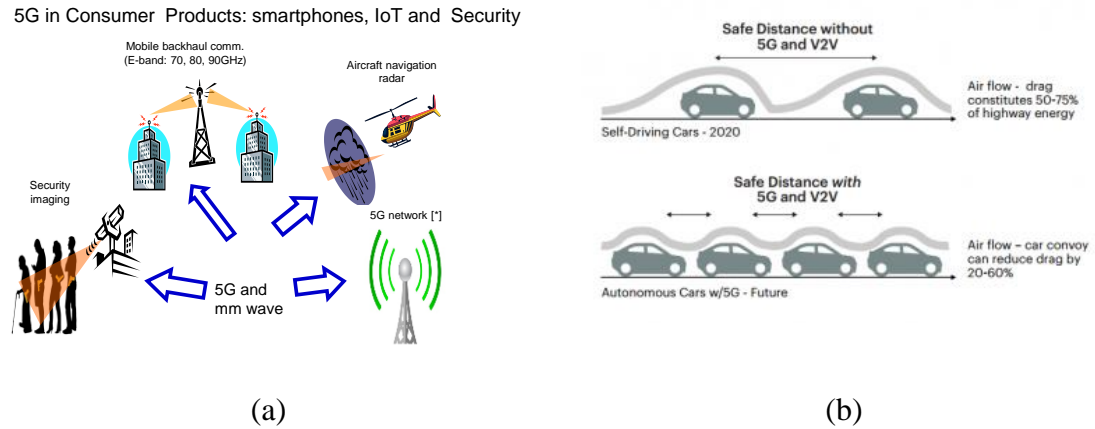 5G in Consumer Products: smartphones, IoT and Security
Mobile backhaul comm.
(E-band: 70, 80, 90GHz)
Aircraft navigation
radar
Security
imaging
5G network [*]
5G and
mm wave
(a)
Safe Distance without
5G and V2V
Air flow - drag
constitutes 50-75%
of highway energy
Self-Driving Cars - 2020
Safe Distance with
5G and V2V
Air flow – car convoy
can reduce drag by
20-60%
Autonomous Cars w/5G - Future
(b)